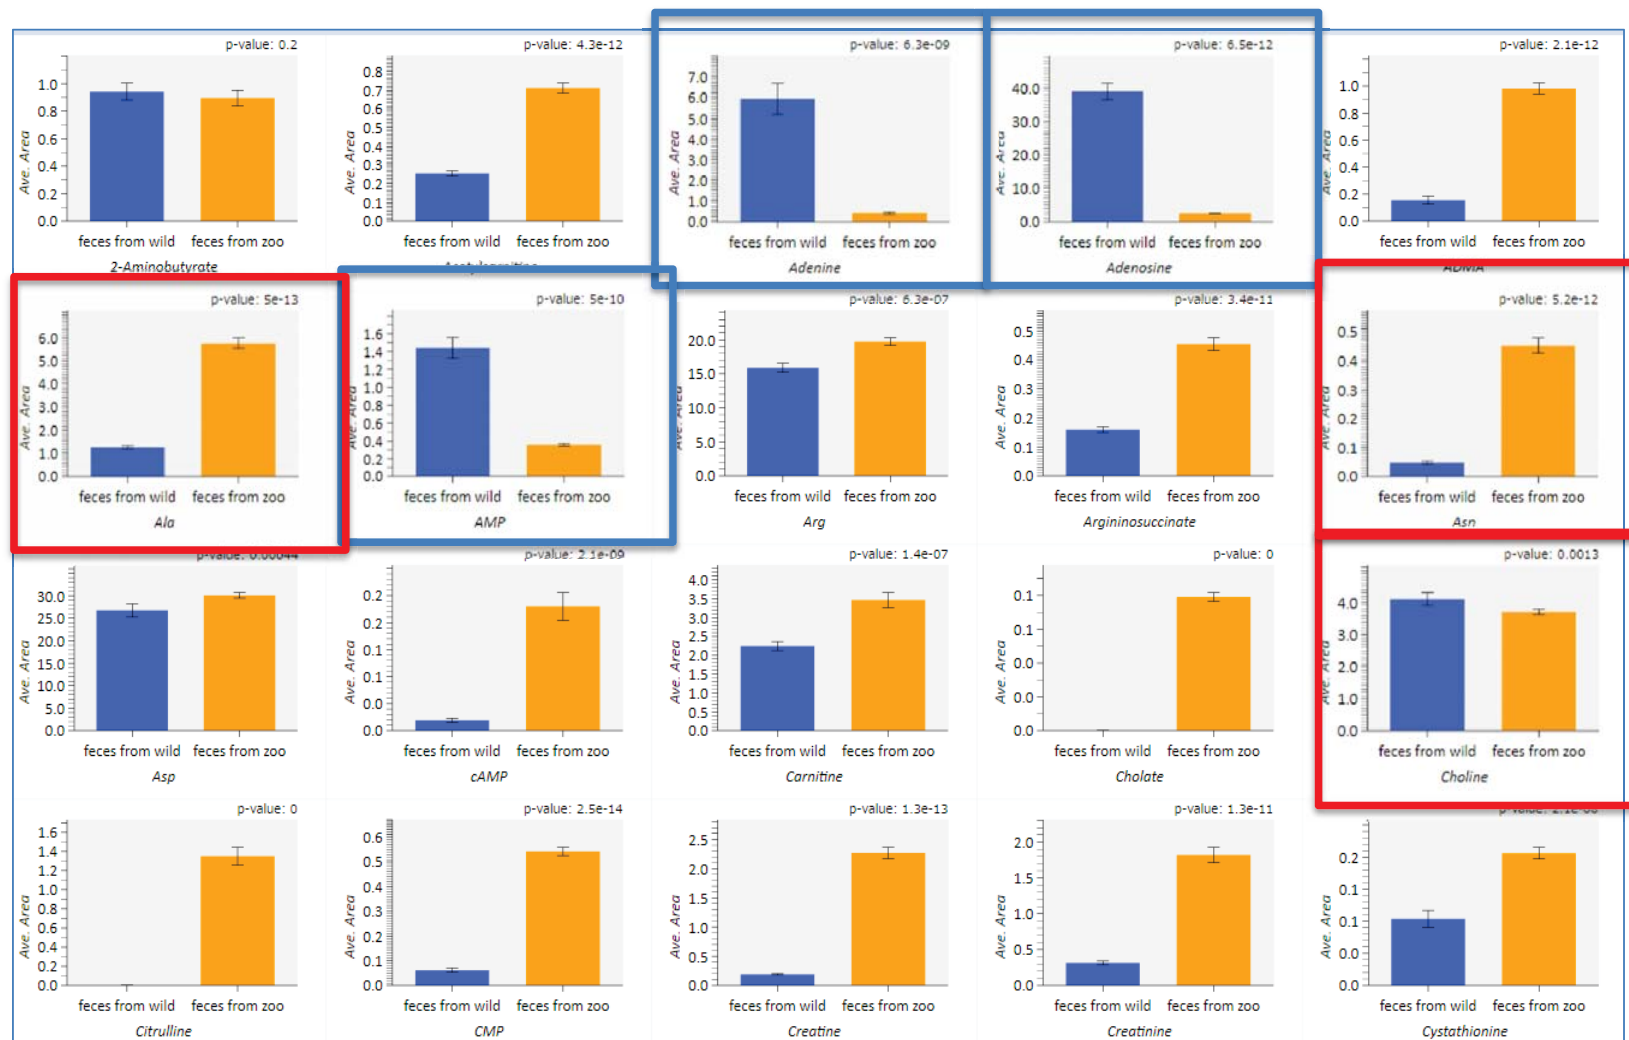 p-value: 0.2
1.0
0.8
0.6
0.4
0.2
0.0
Ave. Area
feces from wild feces from zoo
2-Aminobutyrate
p-value: 4.3e-12
0.8
0.7
0.6
0.5
0.4
0.3
0.2
0.1
0.0
Ave. Area
feces from wild feces from zoo
p-value: 6.3e-09
7.0
6.0
5.0
4.0
3.0
2.0
1.0
0.0
Ave. Area
feces from wild feces from zoo
Adenine
p-value: 6.5e-12
40.0
30.0
20.0
10.0
0.0
Ave. Area
feces from wild feces from zoo
Adenosine
p-value: 2.1e-12
1.0
0.8
0.6
0.4
0.2
0.0
Ave. Area
feces from wild feces from zoo
ADMA
p-value: 5e-13
6.0
5.0
4.0
3.0
2.0
1.0
0.0
Ave. Area
feces from wild feces from zoo
Ala
p-value: 5e-10
1.6
1.4
1.2
1.0
0.8
0.6
0.4
0.2
0.0
Ave. Area
feces from wild feces from zoo
AMP
p-value: 6.3e-07
20.0
15.0
10.0
5.0
0.0
Ave. Area
feces from wild feces from zoo
Arg
p-value: 3.4e-11
0.5
0.4
0.3
0.2
0.1
0.0
Ave. Area
feces from wild feces from zoo
Argininosuccinate
p-value: 5.2e-12
0.5
0.4
0.3
0.2
0.1
0.0
Ave. Area
feces from wild feces from zoo
Asn
p-value: 0.00044
30.0
25.0
20.0
15.0
10.0
5.0
0.0
Ave. Area
feces from wild feces from zoo
Asp
p-value: 2.1e-09
0.2
0.2
0.1
0.1
0.0
0.0
Ave. Area
feces from wild feces from zoo
cAMP
p-value: 1.4e-07
4.0
3.5
3.0
2.5
2.0
1.5
1.0
0.5
0.0
Ave. Area
feces from wild feces from zoo
Carnitine
p-value: 0
0.1
0.1
0.0
0.0
0.0
Ave. Area
feces from wild feces from zoo
Cholate
p-value: 0.0013
4.0
3.0
2.0
1.0
0.0
Ave. Area
feces from wild feces from zoo
Choline
p-value: 0
1.6
1.4
1.2
1.0
0.8
0.6
0.4
0.2
0.0
Ave. Area
feces from wild feces from zoo
Citrulline
p-value: 2.5e-14
0.6
0.5
0.4
0.3
0.2
0.1
0.0
Ave. Area
feces from wild feces from zoo
CMP
p-value: 1.3e-13
2.5
2.0
1.5
1.0
0.5
0.0
Ave. Area
feces from wild feces from zoo
Creatine
p-value: 1.3e-11
2.0
1.5
1.0
0.5
0.0
Ave. Area
feces from wild feces from zoo
Creatinine
p-value:
0.2
0.1
0.1
0.0
0.0
Ave. Area
feces from wild feces from zoo
Cystathionine